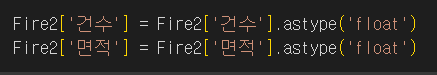 Fire2['건수'] = Fire2['건수'].astype('float')
Fire2['면적'] = Fire2['면적'].astype('float')